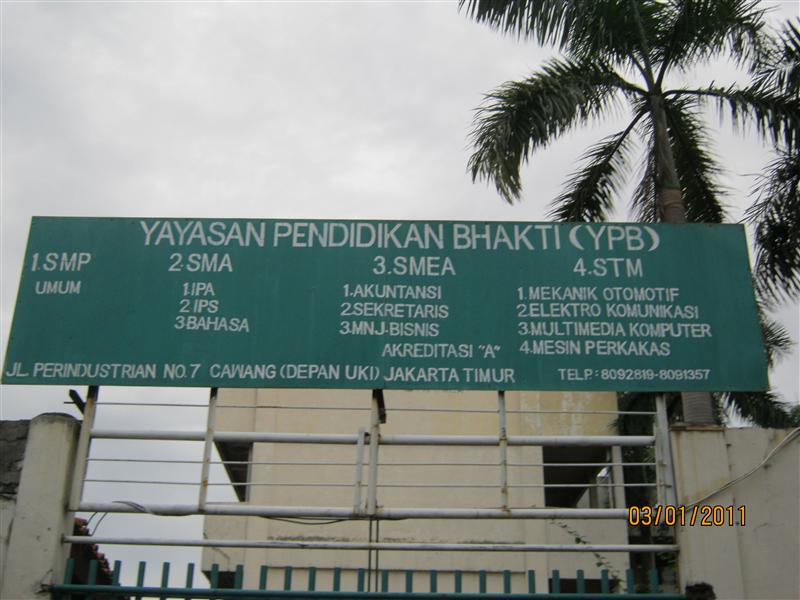 YAYASAN PENDIDIKAN BHAKTI (YPB)
1.SMP
UMUM
2.SMA
1.IPA
2.IPS
3.BAHASA
3.SMEA
1.AKUNTANSI
2.SEKRETARIS
3.MNJ-BISNIS
AKREDITASI "A"
4.STM
1.MEKANIK OTOMOTIF
2.ELEKTRO KOMUNIKASI
3.MULTIMEDIA KOMPUTER
4.MESIN PERKAKAS
JL. PERINDUSTRIAN NO.7 CAWANG (DEPAN UKI) JAKARTA TIMUR
TELP: 8092819-8091357
03/01/2011